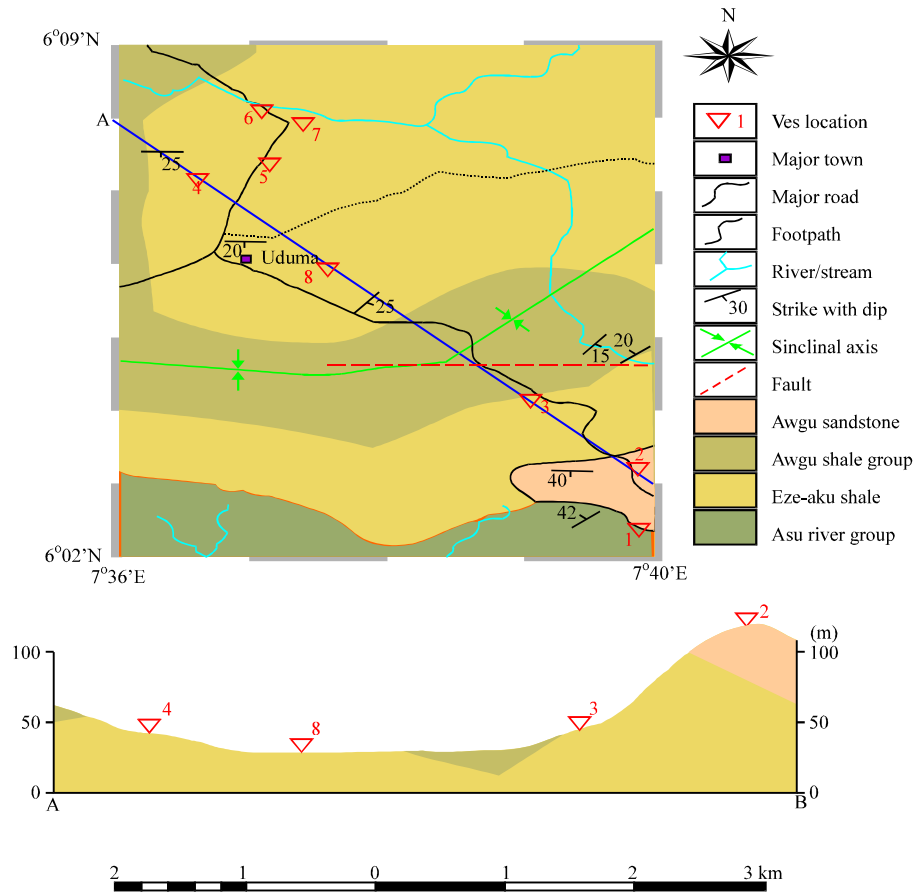 N
6°09'N
A
6
7
1
Ves location
25
4
5
Major town
Major road
20
Uduma
8
Footpath
25
River/stream
30
Strike with dip
20
15
Sinclinal axis
3
Fault
Awgu sandstone
2
40
Awgu shale group
42
1
Eze-aku shale
6°02'N
Asu river group
7°36'E
7°40'E
2
(m)
100
100
4
8
3
50
50
0
0
A
B
2
1
0
1
2
3 km